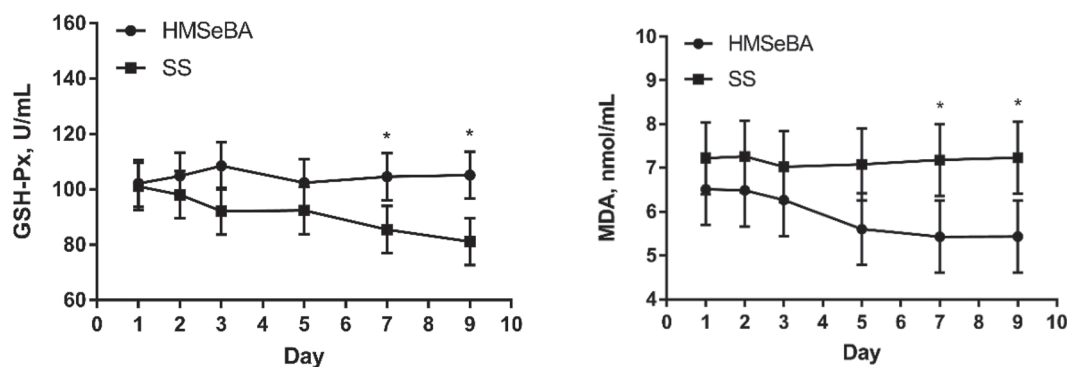 HMSeBA
SS
GSH-Px, U/mL
160
140
120
100
80
60
* *
0 1 2 3 4 5 6 7 8 9 10
Day
HMSeBA
SS
MDA, nmol/mL
10
9
8
7
6
5
4
* *
0 1 2 3 4 5 6 7 8 9 10
Day